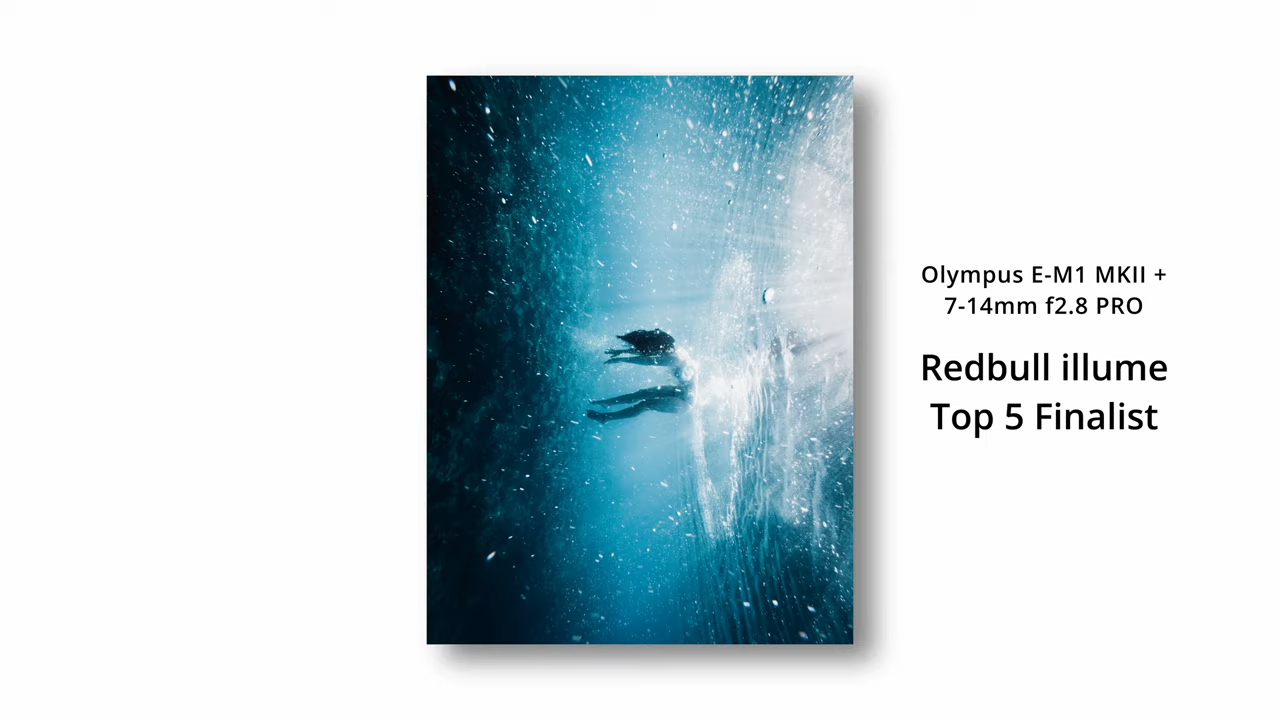 Olympus E-M1 MKII +
7-14mm f2.8 PRO
Redbull illume
Top 5 Finalist